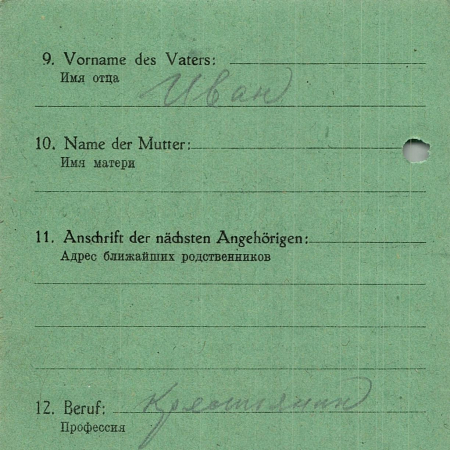 9. Vorname des Vaters:
Имя отца
Иван
10. Name der Mutter:
Имя матери
11. Anschrift der nächsten Angehörigen:
Адрес ближайших родственников
12. Beruf: крестьянин
Профессия